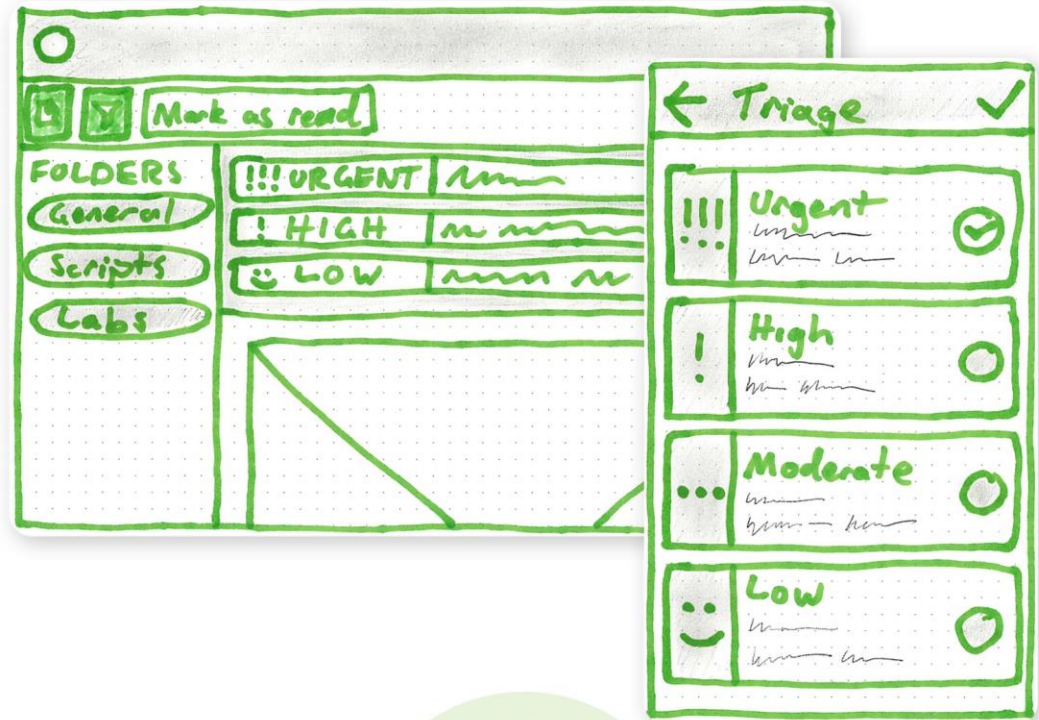 Mark as read
FOLDERS
General
Scripts
Labs
!!! URGENT
! HIGH
LOW
← Triage ✓
!!! Urgent
! High
Moderate
Low